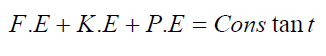 F.E + K.E + P.E = Cons tan t